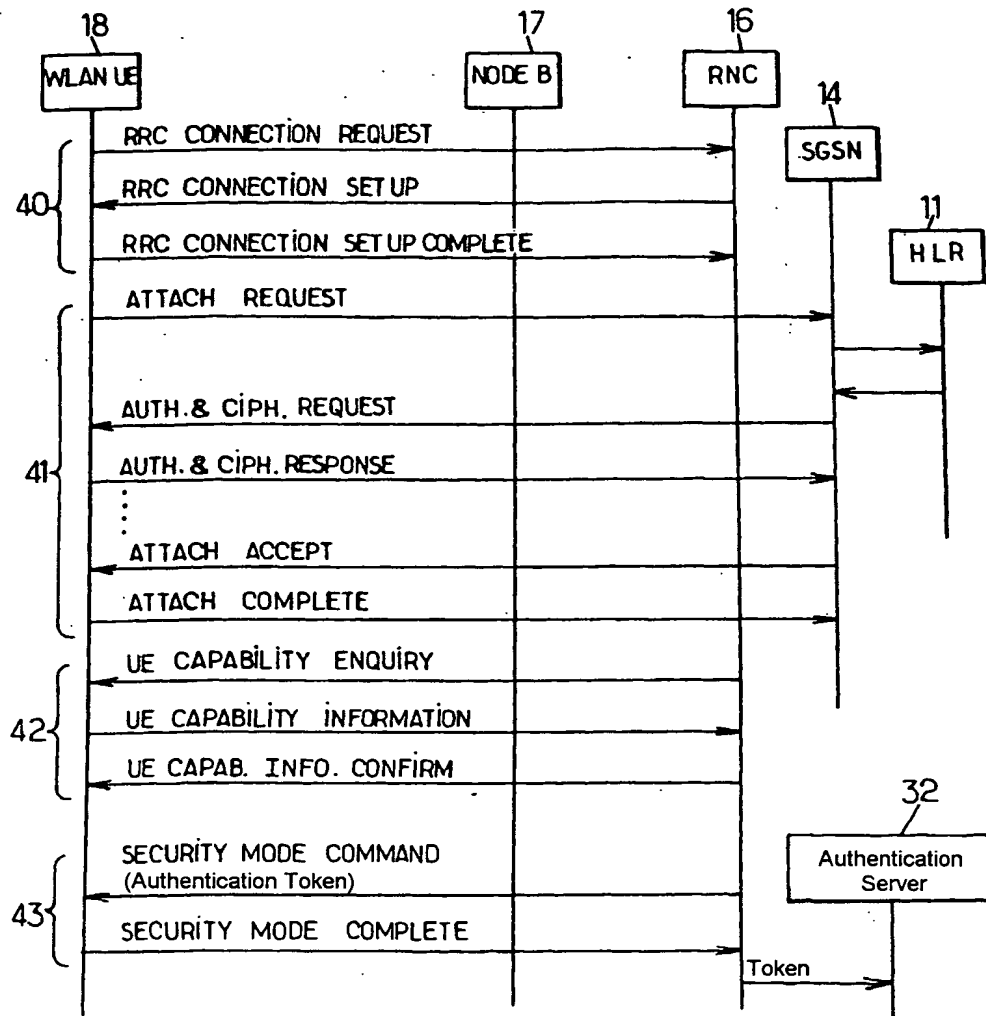 18
17
16
WLAN UE
NODE B
RNC
14
SGSN
RRC CONNECTION REQUEST
RRC CONNECTION SET UP
40
11
HLR
RRC CONNECTION SET UP COMPLETE
ATTACH REQUEST
AUTH. & CIPH. REQUEST
41
AUTH. & CIPH. RESPONSE
ATTACH ACCEPT
ATTACH COMPLETE
UE CAPABILITY ENQUIRY
42
UE CAPABILITY INFORMATION
UE CAPAB. INFO. CONFIRM
32
Authentication
Server
SECURITY MODE COMMAND
(Authentication Token)
43
SECURITY MODE COMPLETE
Token